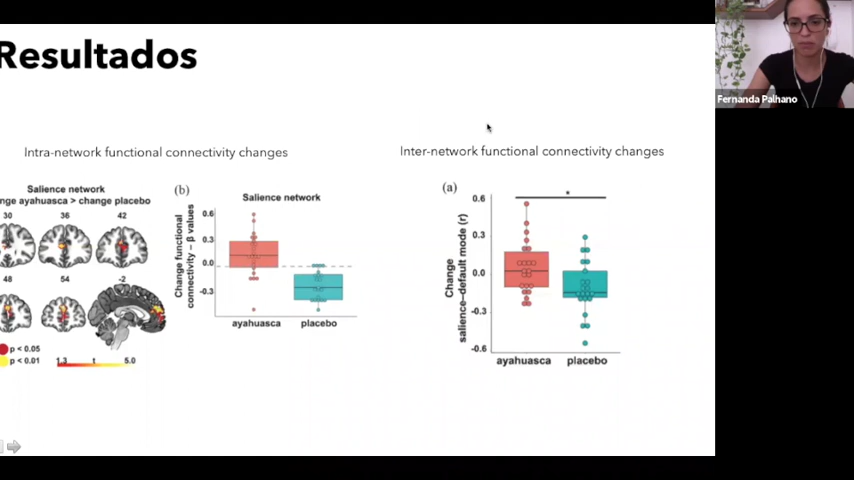 Resultados
Fernanda Palhano
Intra-network functional connectivity changes
Inter-network functional connectivity changes
Salience network
nge ayahuasca > change placebo
30 36 42
48 54 -2
p < 0.05
p < 0.01
1.3 t 5.0
(b)
Salience network
Change functional
connectivity – β values
0.6
0.3
0.0
-0.3
ayahuasca placebo
(a)
*
Change
salience–default mode (r)
0.6
0.3
0.0
-0.3
-0.6
ayahuasca placebo